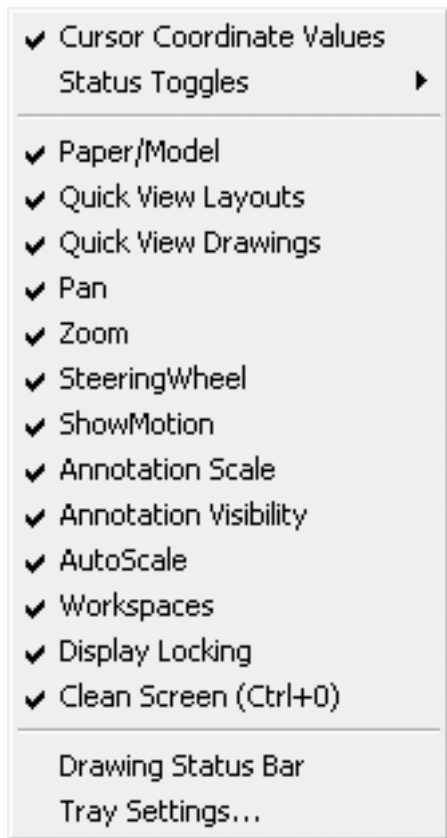 Cursor Coordinate Values
Status Toggles
Paper/Model
Quick View Layouts
Quick View Drawings
Pan
Zoom
SteeringWheel
ShowMotion
Annotation Scale
Annotation Visibility
AutoScale
Workspaces
Display Locking
Clean Screen (Ctrl+0)
Drawing Status Bar
Tray Settings...